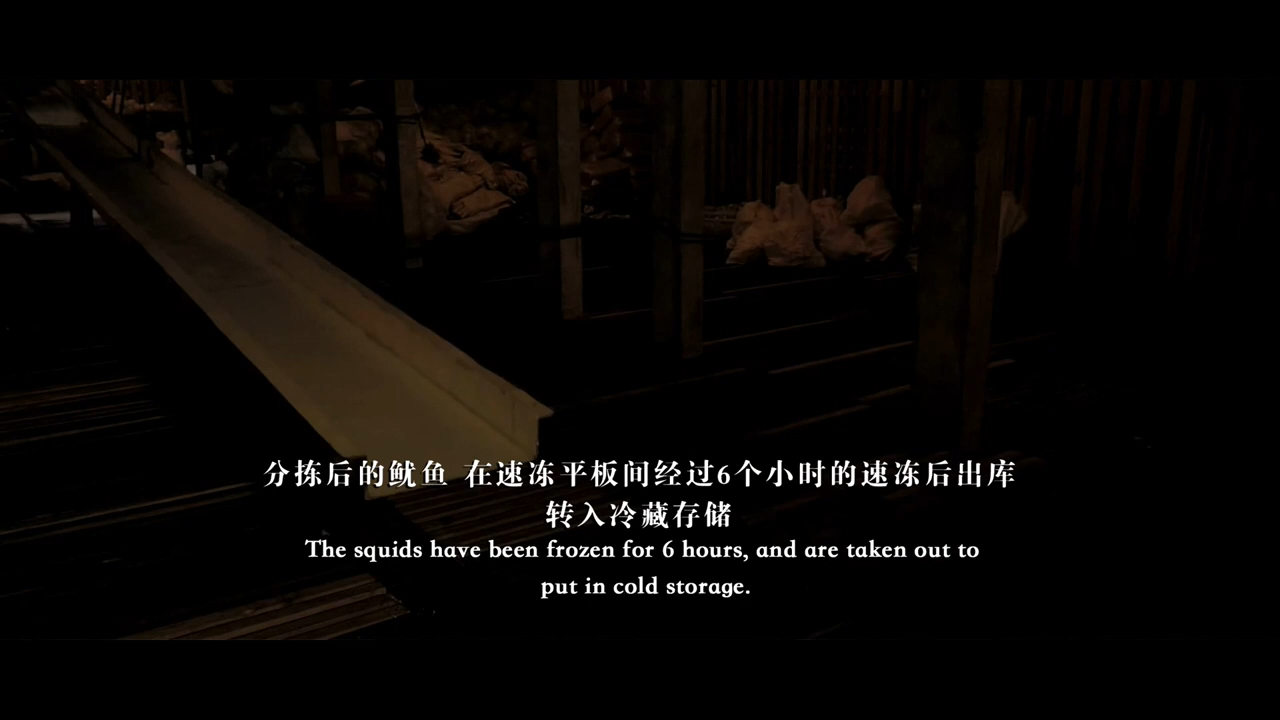 分拣后的鱿鱼 在速冻平板间经过6个小时的速冻后出库
转入冷藏存储
The squids have been frozen for 6 hours, and are taken out to
put in cold storage.